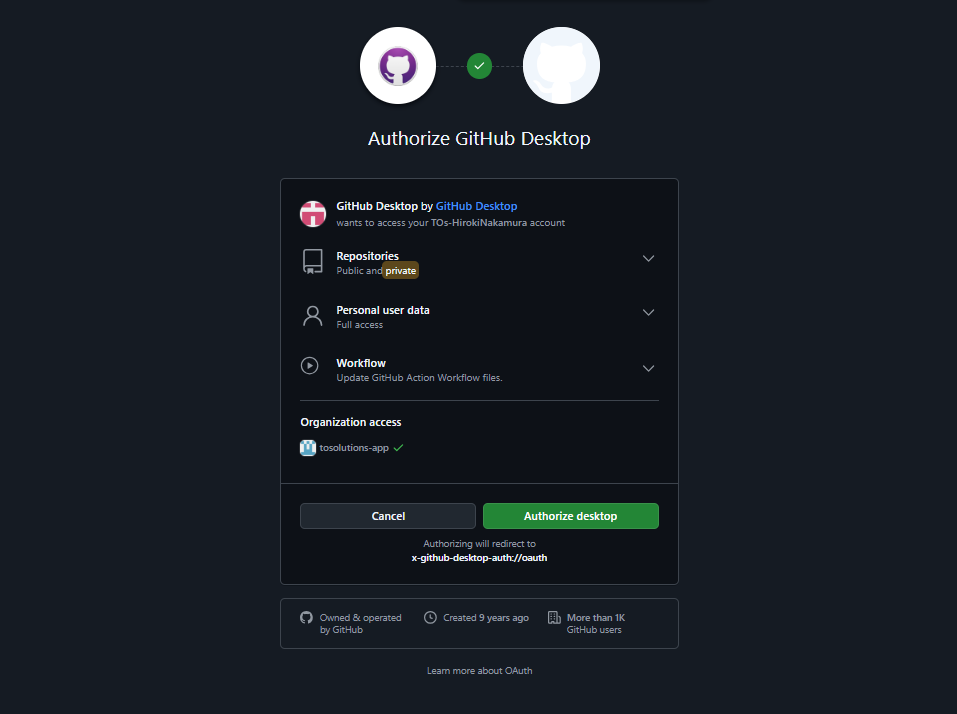 Authorize GitHub Desktop
GitHub Desktop by GitHub Desktop
wants to access your TOs-HirokiNakamura account
Repositories
Public and private
Personal user data
Full access
Workflow
Update GitHub Action Workflow files.
Organization access
tosolutions-app
Cancel
Authorize desktop
Authorizing will redirect to
x-github-desktop-auth://oauth
Owned & operated
by GitHub
Created 9 years ago
More than 1K
GitHub users
Learn more about OAuth